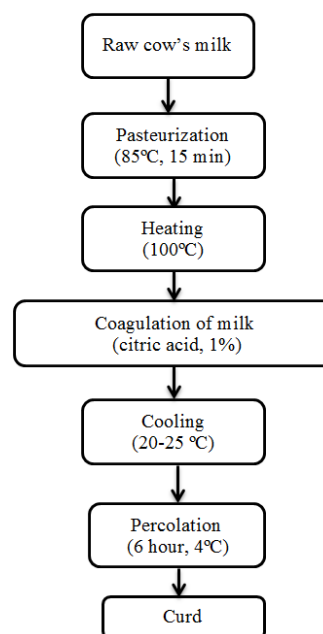 Raw cow’s milk
Pasteurization
(85ºC, 15 min)
Heating
(100ºC)
Coagulation of milk
(citric acid, 1%)
Cooling
(20-25 ºC)
Percolation
(6 hour, 4ºC)
Curd